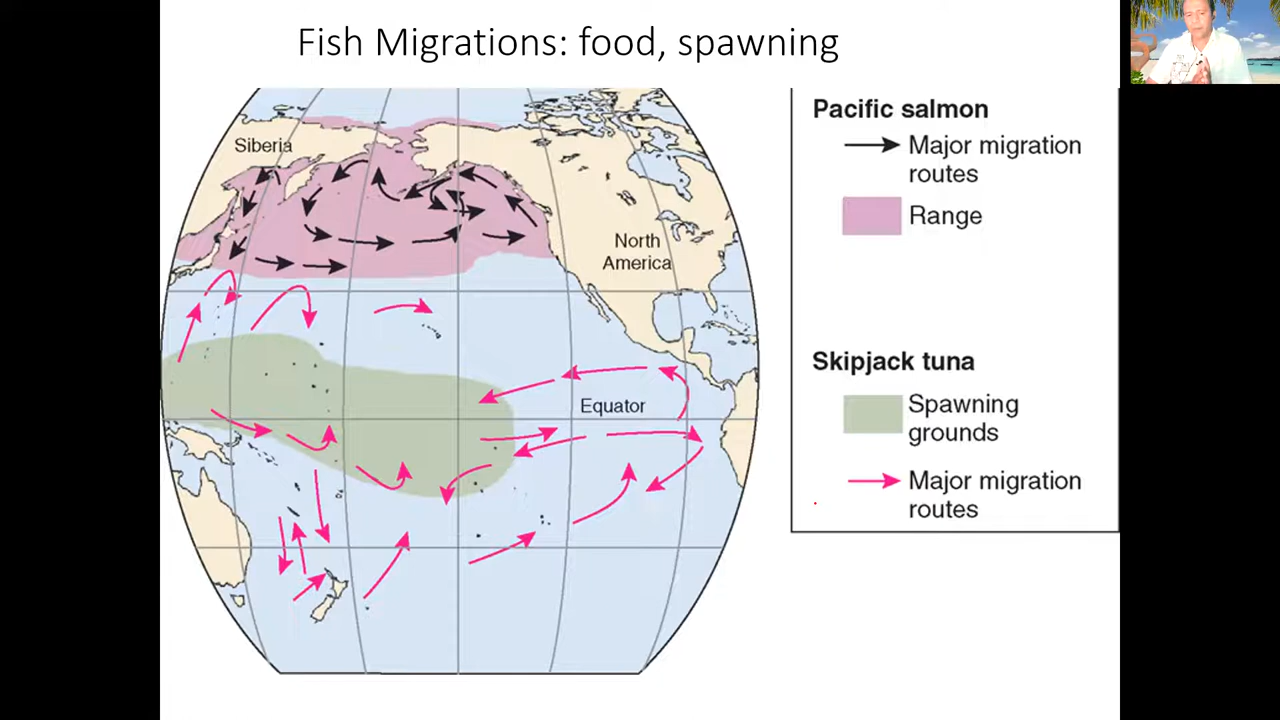 Fish Migrations: food, spawning
Siberia
North
America
Equator
Pacific salmon
Major migration
routes
Range
Skipjack tuna
Spawning
grounds
Major migration
routes